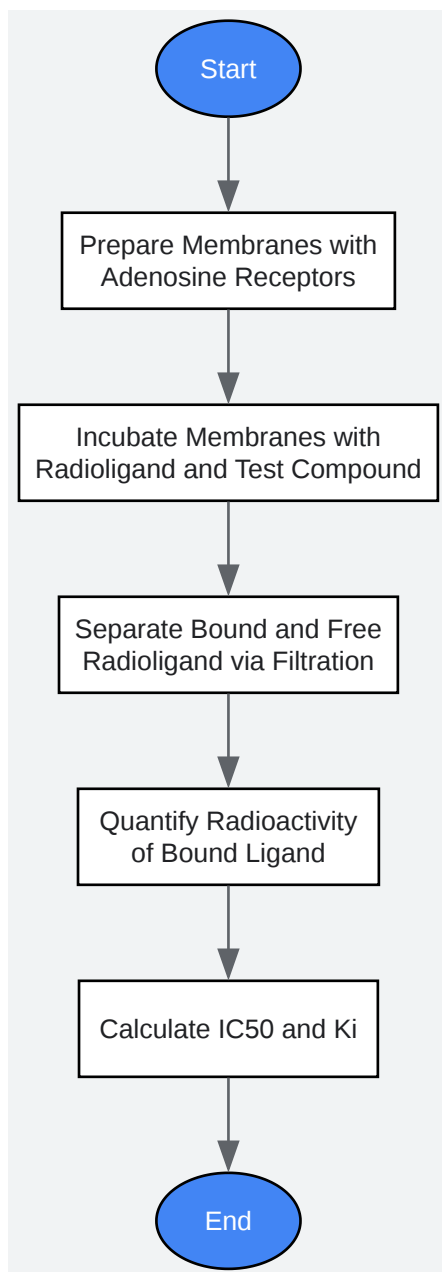 Start
Prepare Membranes with
Adenosine Receptors
Incubate Membranes with
Radioligand and Test Compound
Separate Bound and Free
Radioligand via Filtration
Quantify Radioactivity
of Bound Ligand
Calculate IC50 and Ki
End